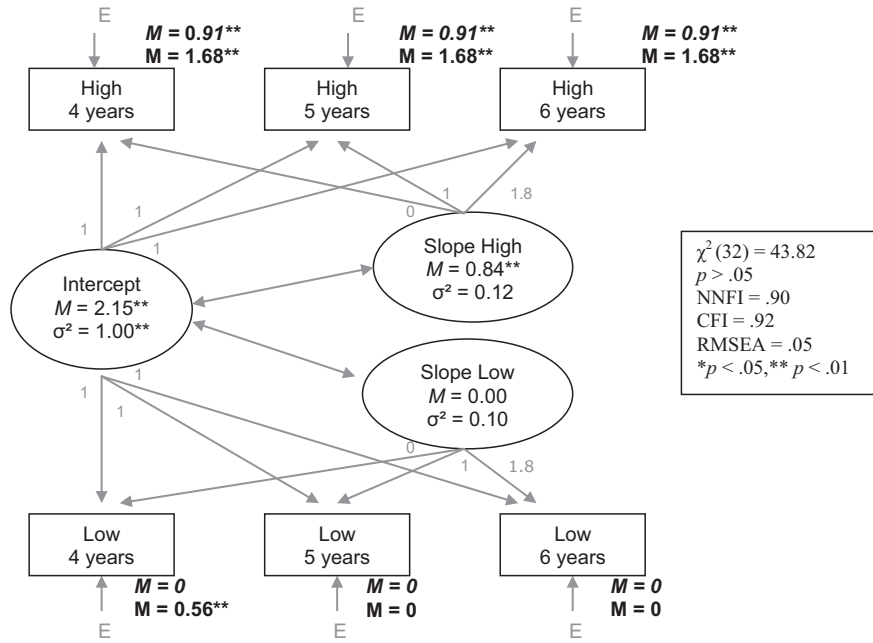 E E E
M = 0.91** M = 0.91** M = 0.91**
M = 1.68** M = 1.68** M = 1.68**
High High High
4 years 5 years 6 years
1 1 1 0 1 1.8
Intercept
M = 2.15**
σ² = 1.00**
Slope High
M = 0.84**
σ² = 0.12
Slope Low
M = 0.00
σ² = 0.10
χ² (32) = 43.82
p > .05
NNFI = .90
CFI = .92
RMSEA = .05
*p < .05,** p < .01
1 1 1 0 1 1.8
Low Low Low
4 years 5 years 6 years
M = 0 M = 0 M = 0
M = 0.56** M = 0 M = 0
E E E